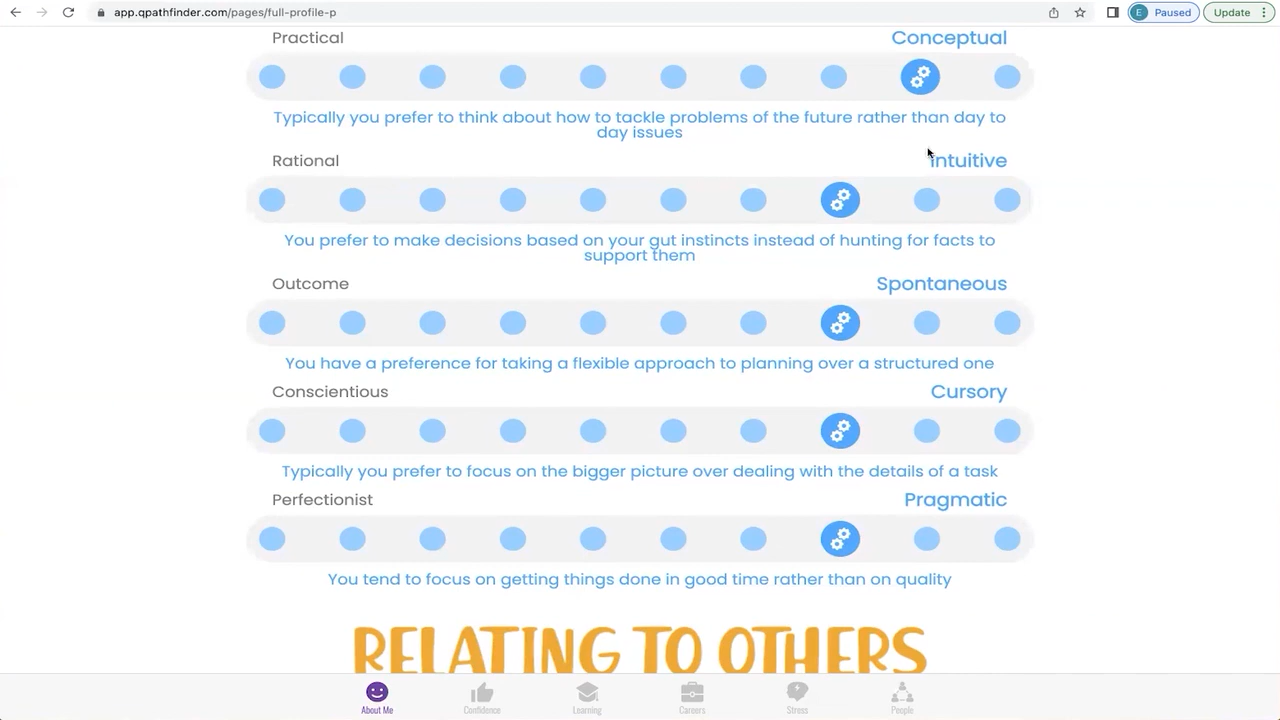 app.qpathfinder.com/pages/full-profile-p
E
Paused
Update
Practical
Conceptual
Typically you prefer to think about how to tackle problems of the future rather than day to
day issues
Rational
Intuitive
You prefer to make decisions based on your gut instincts instead of hunting for facts to
support them
Outcome
Spontaneous
You have a preference for taking a flexible approach to planning over a structured one
Conscientious
Cursory
Typically you prefer to focus on the bigger picture over dealing with the details of a task
Perfectionist
Pragmatic
You tend to focus on getting things done in good time rather than on quality
RELATING TO OTHERS
About Me
Confidence
Learning
Careers
Stress
People